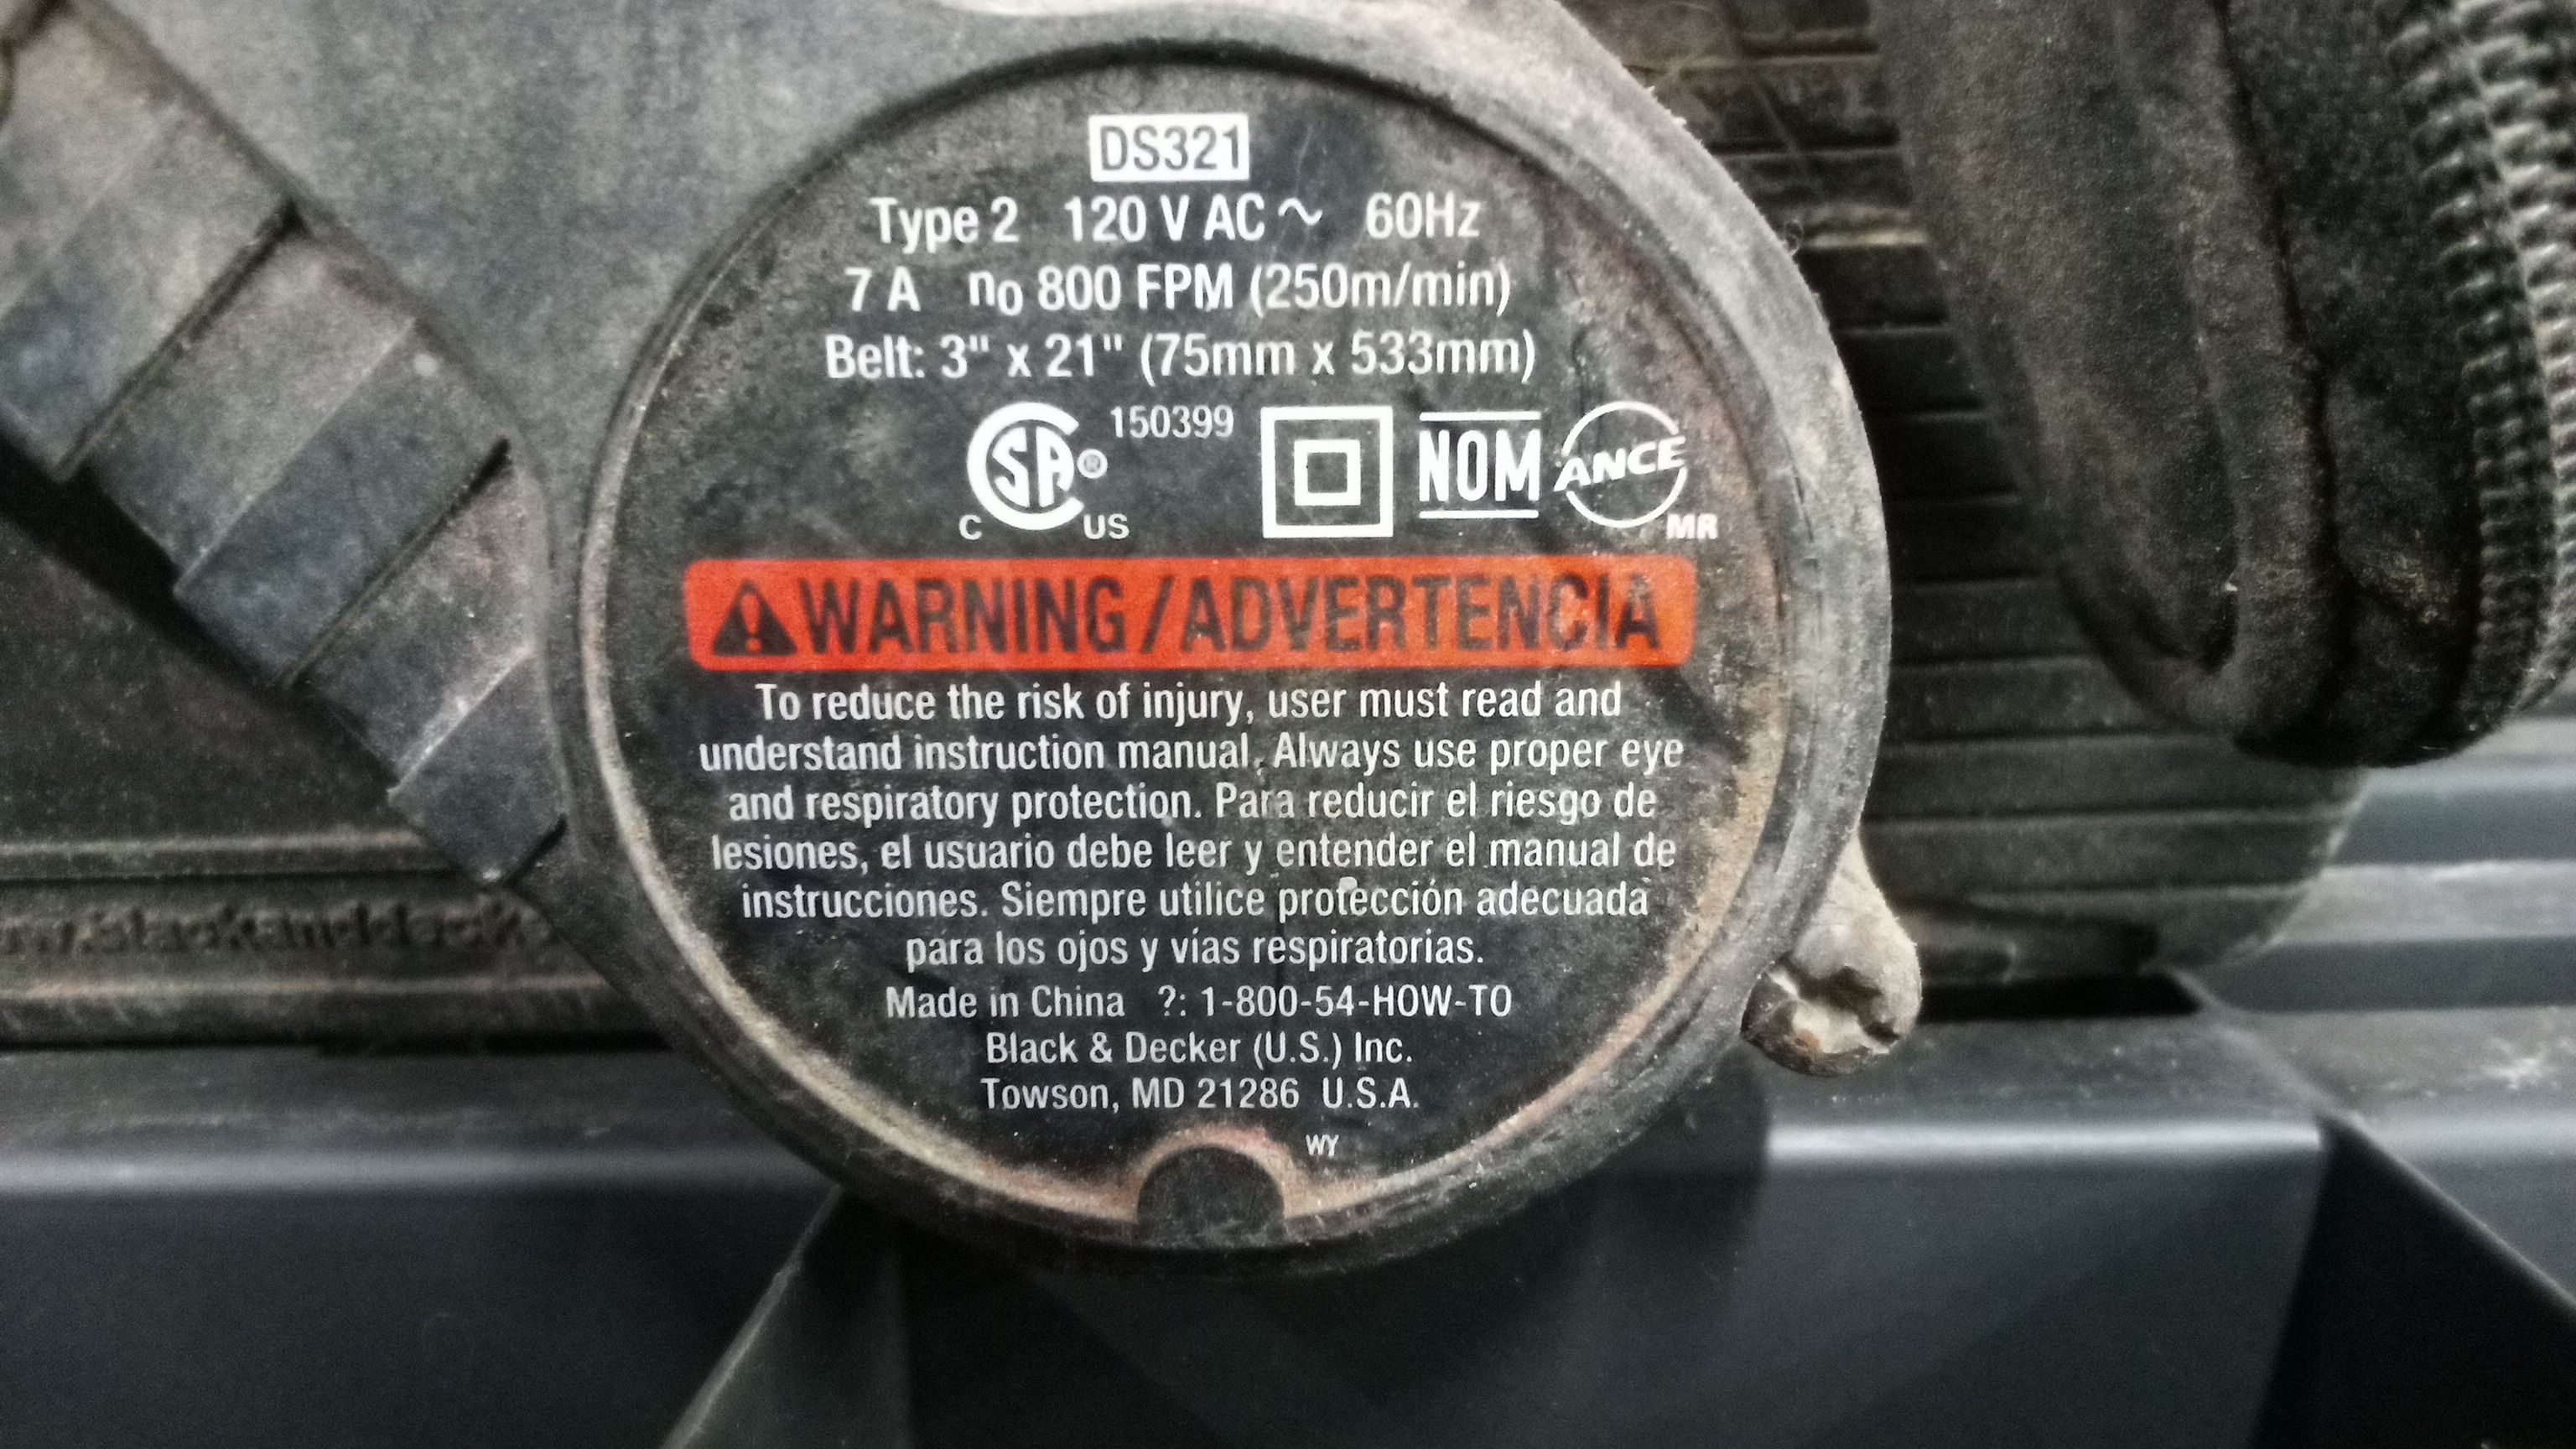 DS321
Type 2 120 V AC ~ 60Hz
7 A no 800 FPM (250m/min)
Belt: 3" x 21" (75mm x 533mm)
CSA® 150399 NOM ANCE
C US MR
WARNING/ADVERTENCIA
To reduce the risk of injury, user must read and
understand instruction manual. Always use proper eye
and respiratory protection. Para reducir el riesgo de
lesiones, el usuario debe leer y entender el manual de
instrucciones. Siempre utilice protección adecuada
para los ojos y vías respiratorias.
Made in China ?: 1-800-54-HOW-TO
Black & Decker (U.S.) Inc.
Towson, MD 21286 U.S.A.
WY